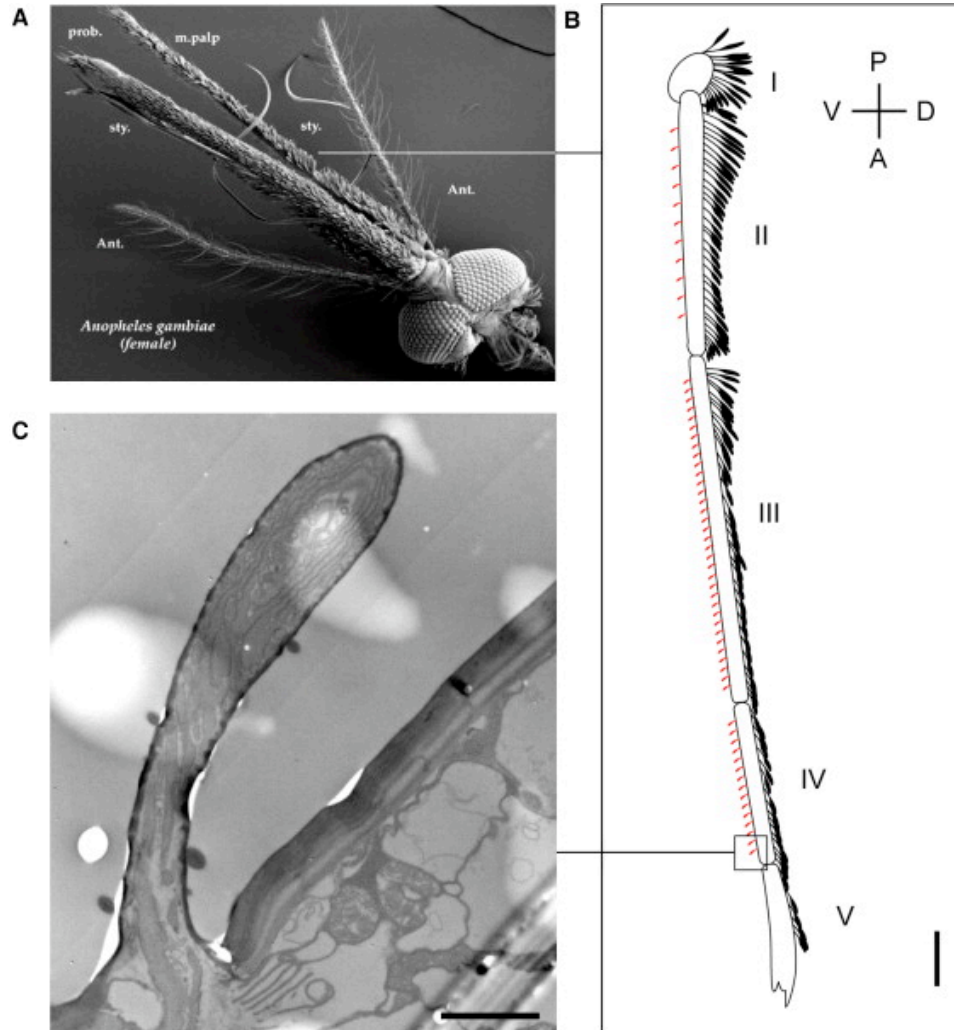 A
prob.
m.palp
sty.
sty.
Ant.
Ant.
Anopheles gambiae
(female)
B
P
V D
A
I
II
III
IV
V
C